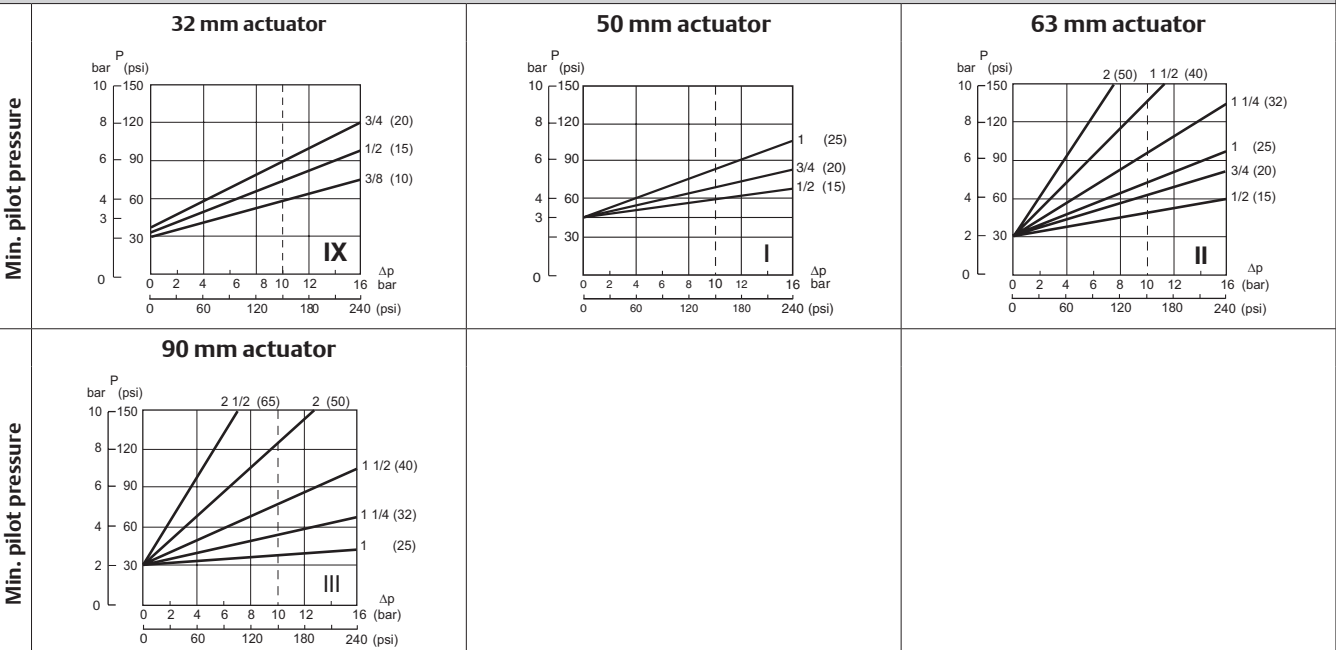 32 mm actuator
50 mm actuator
63 mm actuator
Min. pilot pressure
P
bar (psi)
10 150
8 120
6 90
4 60
3
30
0
3/4 (20)
1/2 (15)
3/8 (10)
IX
Δp
0 2 4 6 8 10 12 16 bar
0 60 120 180 240 (psi)
P
bar (psi)
10 150
8 120
6 90
4 60
3
30
0
1 (25)
3/4 (20)
1/2 (15)
I
Δp
0 2 4 6 8 10 12 16 bar
0 60 120 180 240 (psi)
P
bar (psi)
2 (50) 1 1/2 (40)
10 150
8 120
6 90
4 60
2 30
0
1 1/4 (32)
1 (25)
3/4 (20)
1/2 (15)
II
Δp
0 2 4 6 8 10 12 16 (bar)
0 60 120 180 240 (psi)
90 mm actuator
Min. pilot pressure
P
bar (psi)
2 1/2 (65) 2 (50)
10 150
8 120
6 90
4 60
2 30
0
1 1/2 (40)
1 1/4 (32)
1 (25)
III
Δp
0 2 4 6 8 10 12 16 (bar)
0 60 120 180 240 (psi)